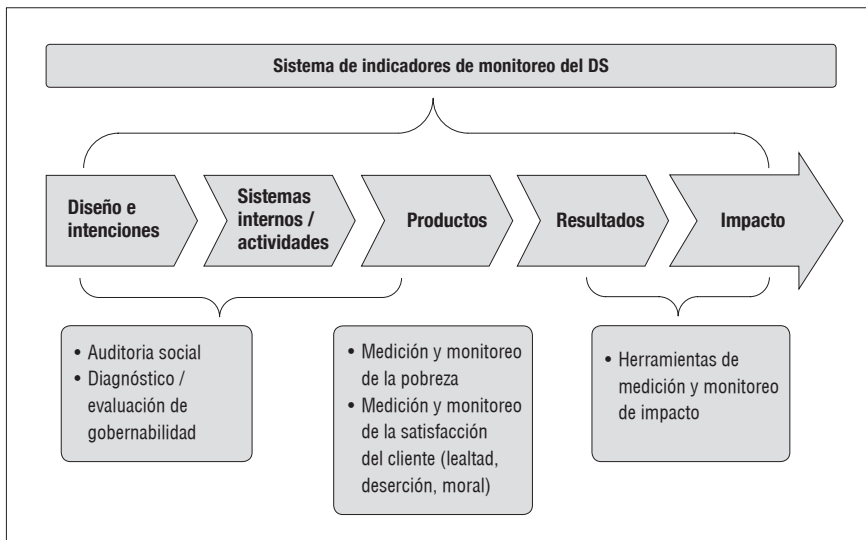 Sistema de indicadores de monitoreo del DS
Diseño e
intenciones
Sistemas
internos /
actividades
Productos
Resultados
Impacto
• Auditoria social
• Diagnóstico /
evaluación de
gobernabilidad
• Medición y monitoreo
de la pobreza
• Medición y monitoreo
de la satisfacción
del cliente (lealtad,
deserción, moral)
• Herramientas de
medición y monitoreo
de impacto